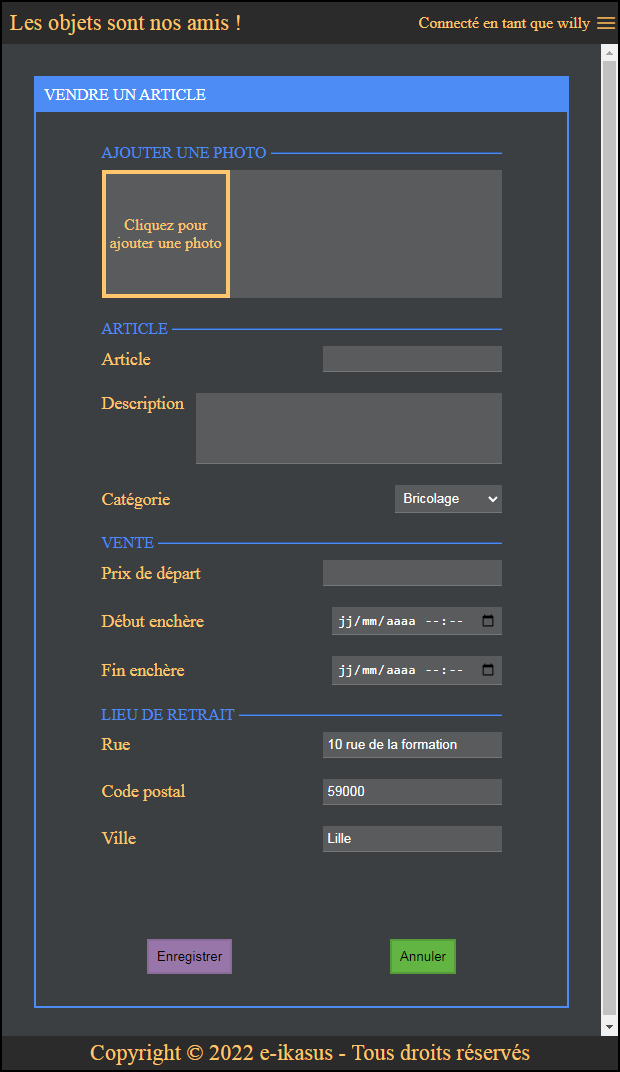 Les objets sont nos amis !
Connecté en tant que willy
VENDRE UN ARTICLE
AJOUTER UNE PHOTO
Cliquez pour
ajouter une photo
ARTICLE
Article
Description
Catégorie Bricolage
VENTE
Prix de départ
Début enchère jj/mm/aaaa --:--
Fin enchère jj/mm/aaaa --:--
LIEU DE RETRAIT
Rue 10 rue de la formation
Code postal 59000
Ville Lille
Enregistrer Annuler
Copyright © 2022 e-ikasus - Tous droits réservés